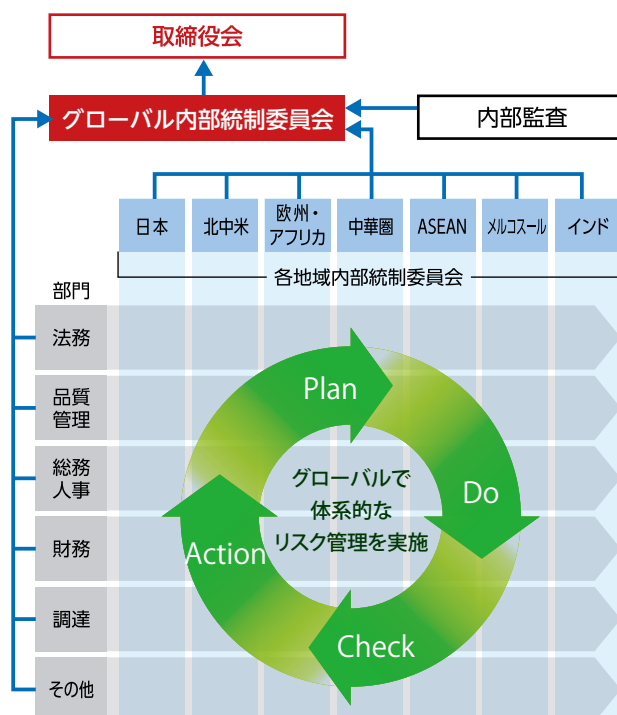 取締役会
グローバル内部統制委員会
内部監査
日本
北中米
欧州・
アフリカ
中華圏
ASEAN
メルコスール
インド
各地域内部統制委員会
部門
法務
品質
管理
総務
人事
財務
調達
その他
Plan
Do
Check
Action
グローバルで
体系的な
リスク管理を実施